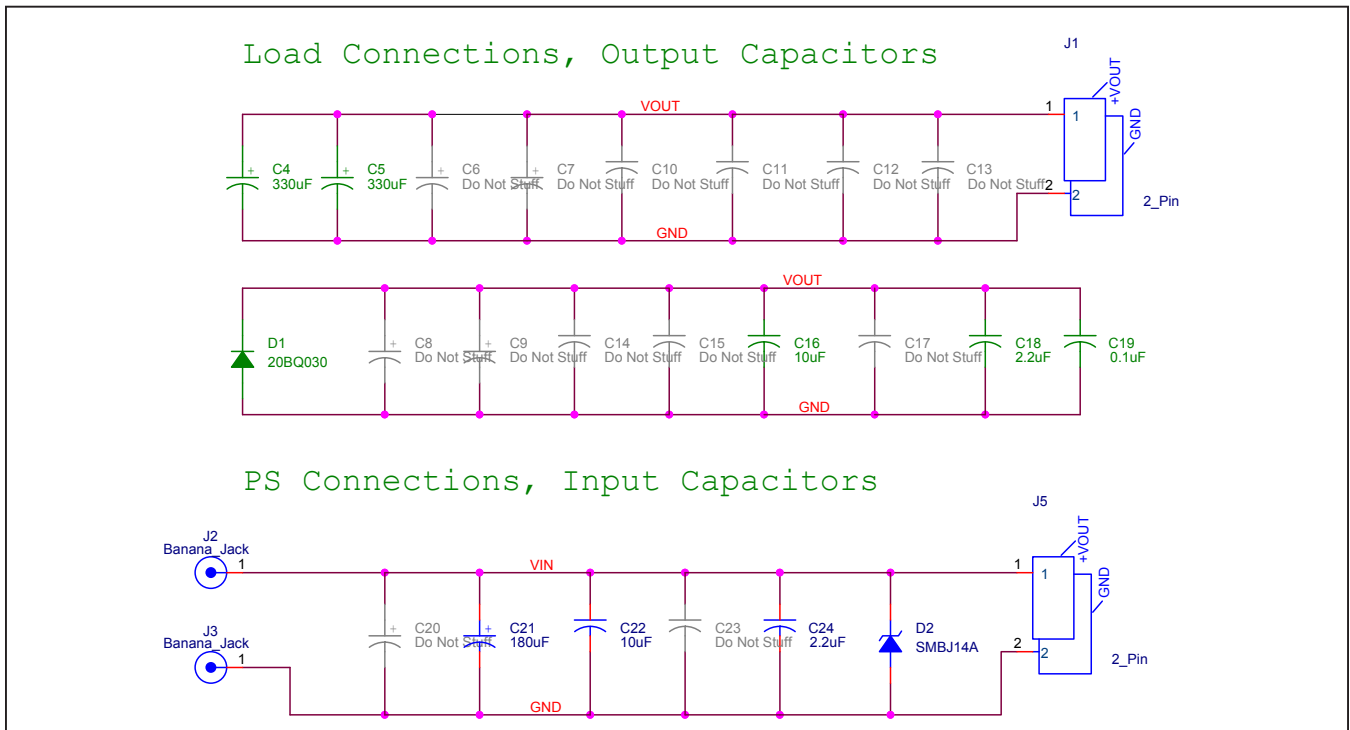 Load Connections, Output Capacitors
J1
VOUT
1
1
+VOUT
GND
C4
330uF
+
C5
330uF
+
C6
Do Not Stuff
+
C7
Do Not Stuff
+
C10
Do Not Stuff
C11
Do Not Stuff
C12
Do Not Stuff
C13
Do Not Stuff
2
2
2_Pin
GND
VOUT
D1
20BQ030
C8
Do Not Stuff
+
C9
Do Not Stuff
+
C14
Do Not Stuff
C15
Do Not Stuff
C16
10uF
C17
Do Not Stuff
C18
2.2uF
C19
0.1uF
GND
PS Connections, Input Capacitors
J5
J2
Banana_Jack
1
VIN
1
1
+VOUT
GND
J3
Banana_Jack
1
C20
Do Not Stuff
+
C21
180uF
+
C22
10uF
C23
Do Not Stuff
C24
2.2uF
D2
SMBJ14A
2
2
2_Pin
GND